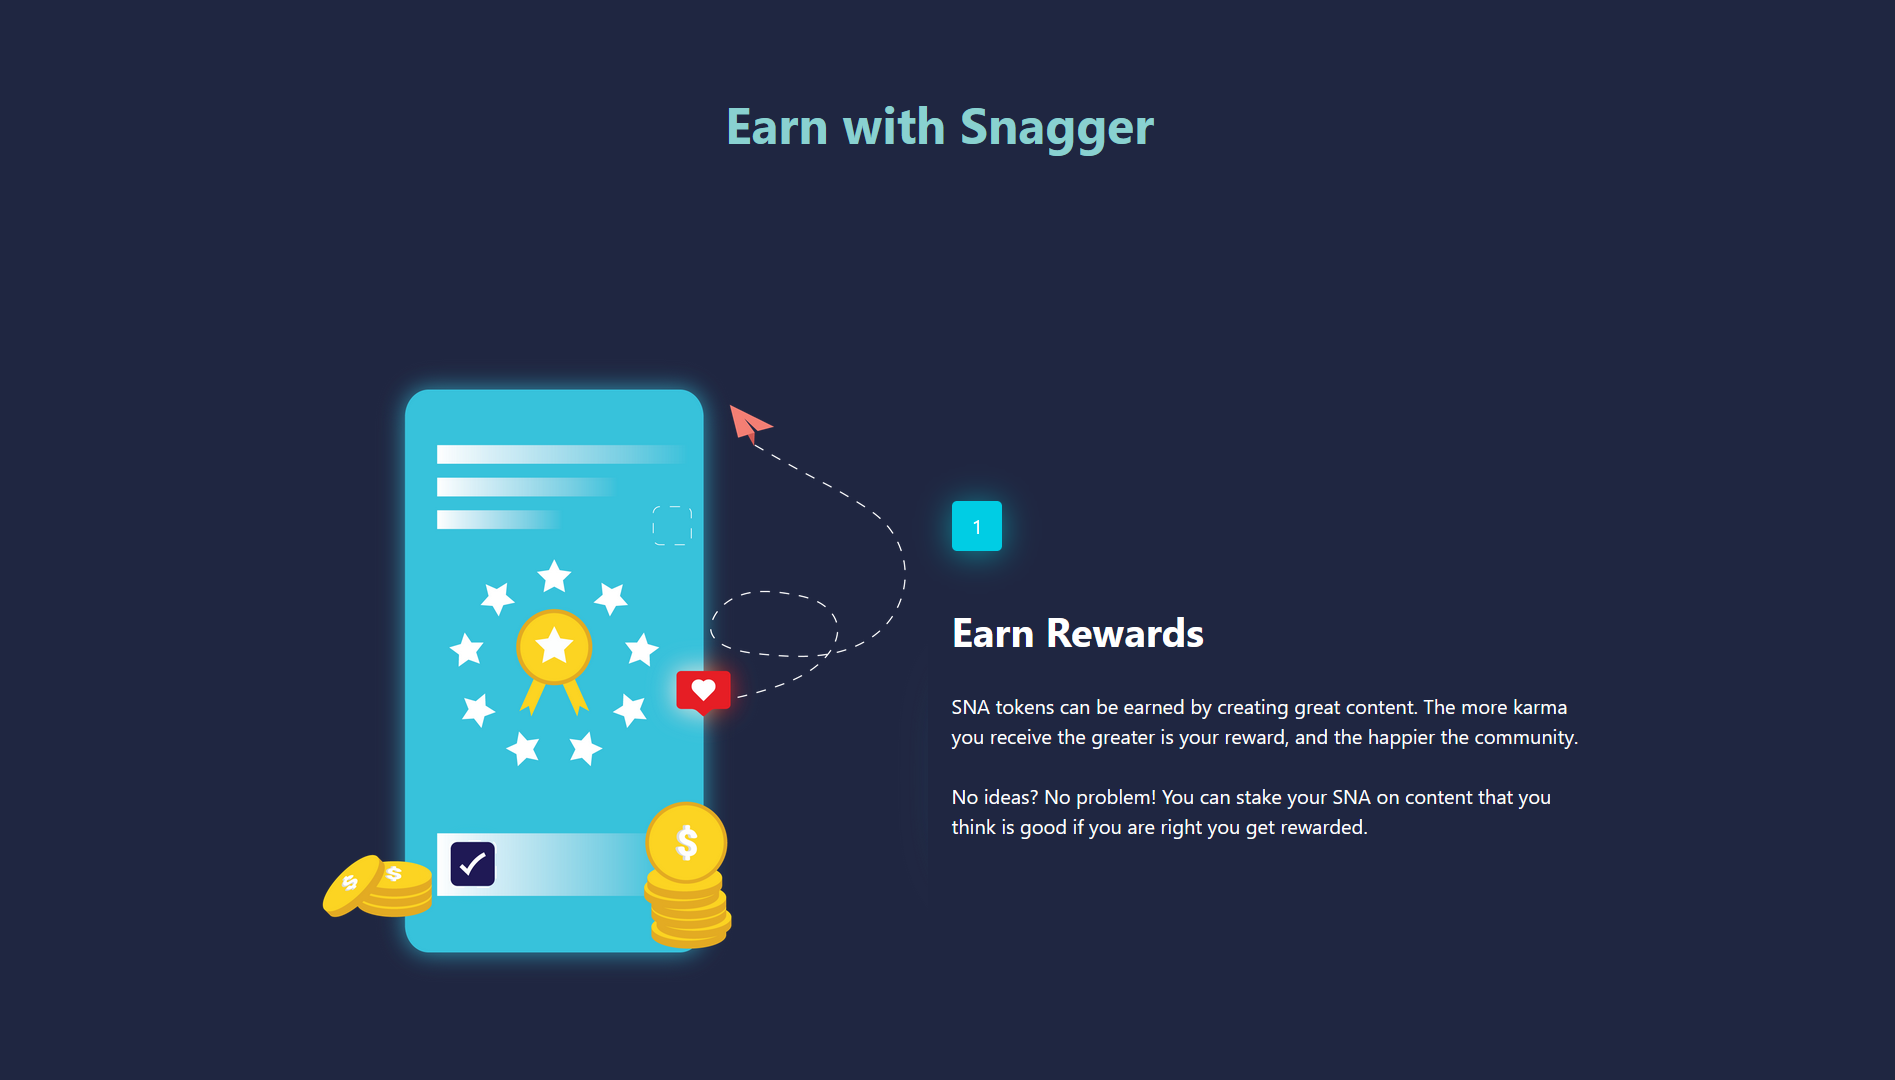 Earn with Snagger
1
Earn Rewards
SNA tokens can be earned by creating great content. The more karma
you receive the greater is your reward, and the happier the community.
No ideas? No problem! You can stake your SNA on content that you
think is good if you are right you get rewarded.
$
$
$